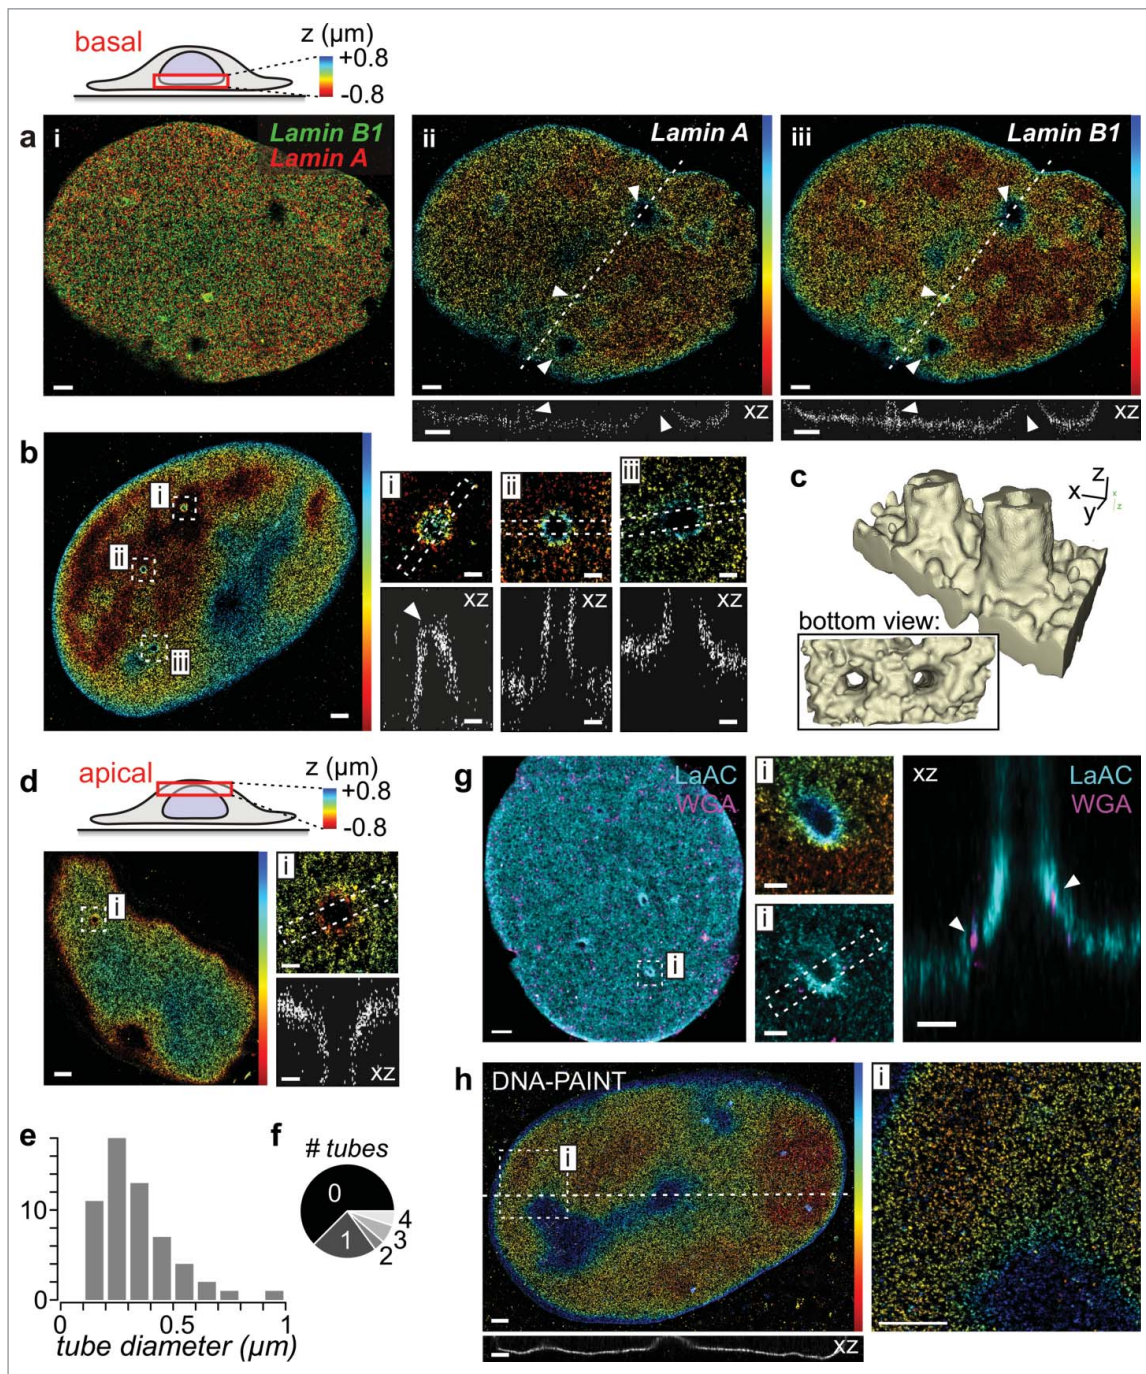 basal
z (µm)
+0.8
-0.8
a
i
Lamin B1
Lamin A
ii
Lamin A
iii
Lamin B1
xz
xz
b
i
ii
iii
i
ii
iii
xz
xz
xz
c
z
x
y
x
z
bottom view:
d
apical
z (µm)
+0.8
-0.8
i
i
xz
e
10
0
0
0.5
1
tube diameter (µm)
f
# tubes
0
1
2
3
4
g
LaAC
WGA
i
i
i
xz
LaAC
WGA
h
DNA-PAINT
i
xz
i